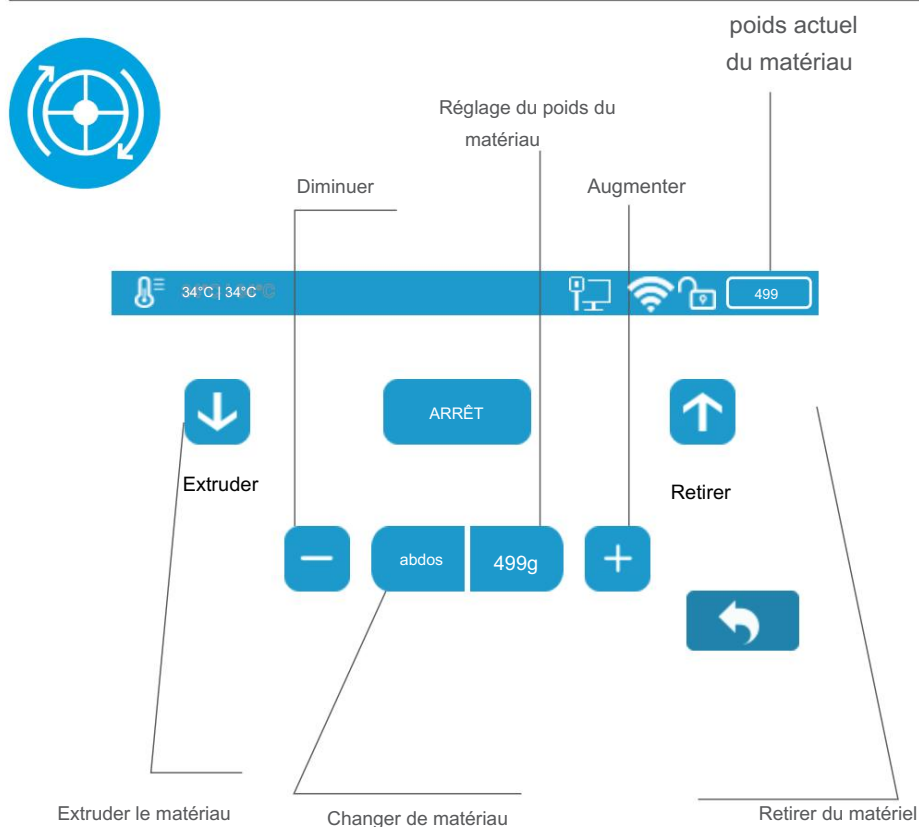 poids actuel
du matériau
Réglage du poids du
matériau
Diminuer
Augmenter
34°C | 34°C
499
ARRÊT
Extruder
Retirer
abdos
499g
Extruder le matériau
Changer de matériau
Retirer du matériel